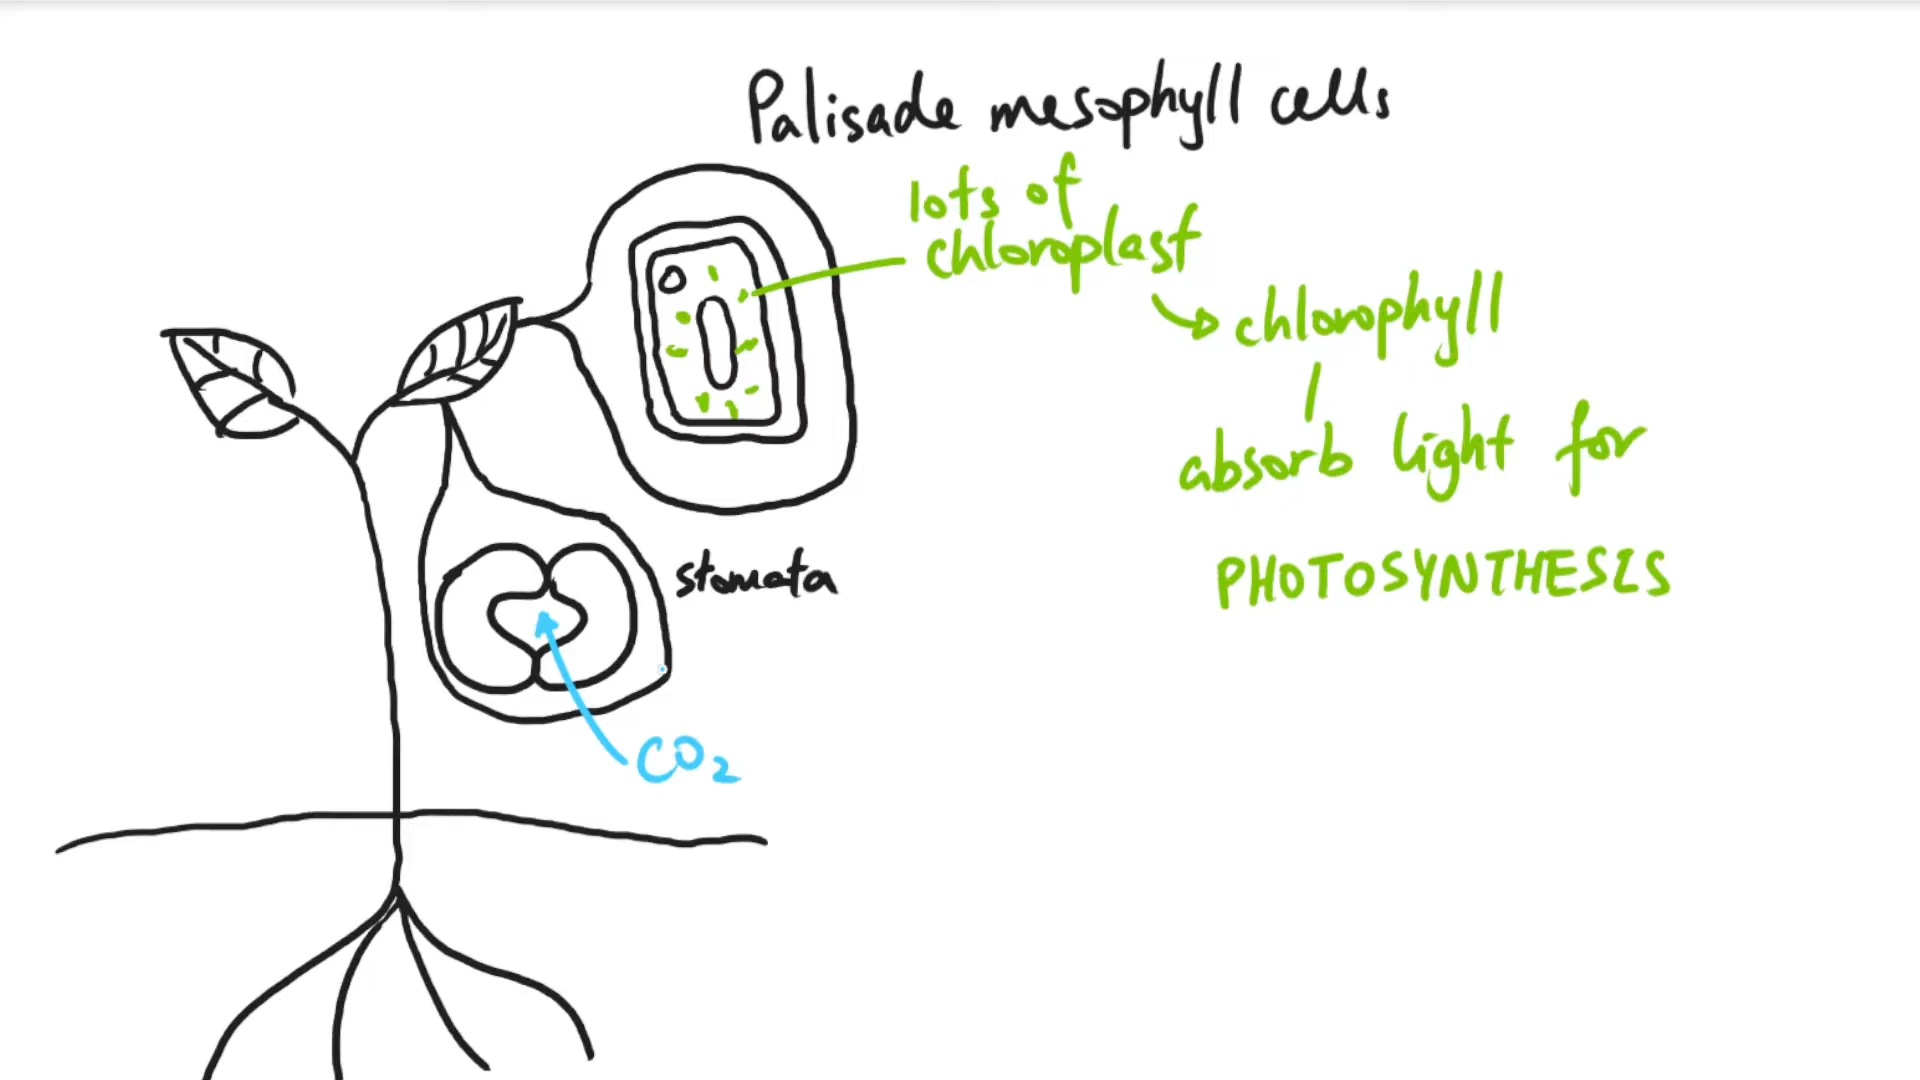 Palisade mesophyll cells
lots of
chloroplast
chlorophyll
absorb light for
PHOTOSYNTHESIS
stomata
CO₂